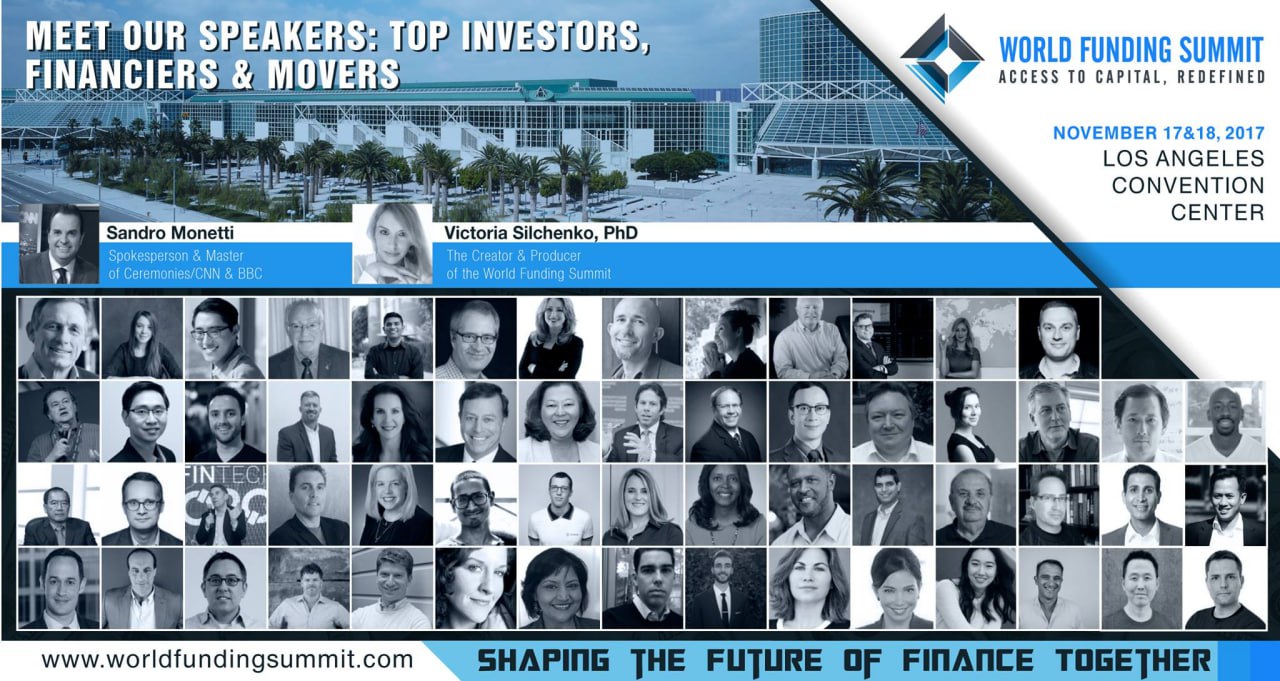 MEET OUR SPEAKERS: TOP INVESTORS,
FINANCIERS & MOVERS
WORLD FUNDING SUMMIT
ACCESS TO CAPITAL, REDEFINED
NOVEMBER 17&18, 2017
LOS ANGELES
CONVENTION
CENTER
CNN
Sandro Monetti
Spokesperson & Master
of Ceremonies/CNN & BBC
Victoria Silchenko, PhD
The Creator & Producer
of the World Funding Summit
FINTECH
www.worldfundingsummit.com
SHAPING THE FUTURE OF FINANCE TOGETHER